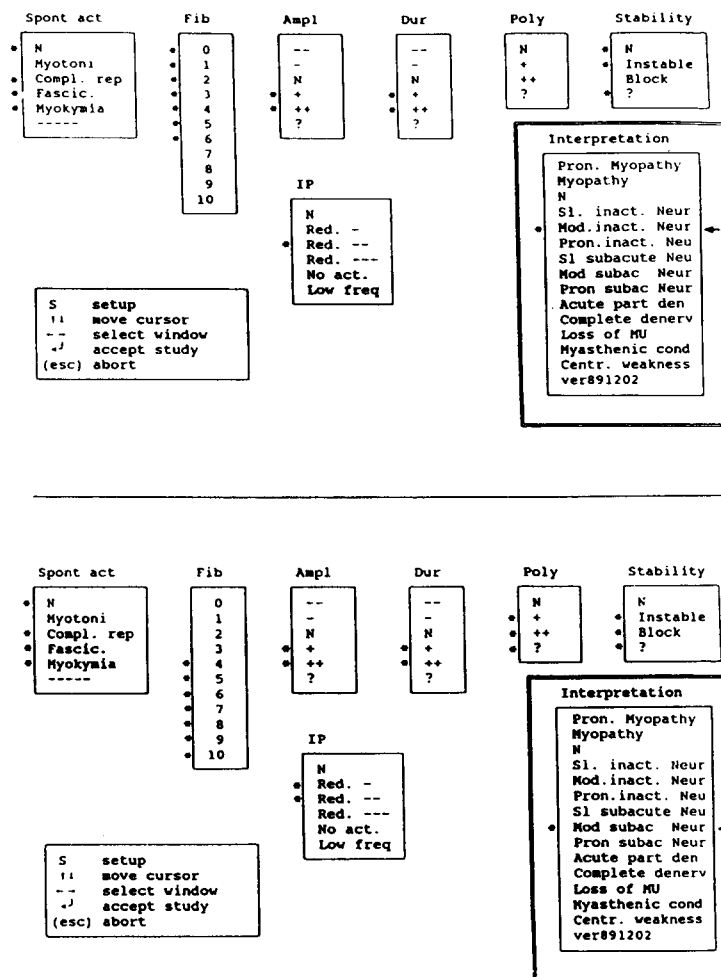 Spont act
N
Myotoni
Compl. rep
Fascic.
Myokymia
-----
Fib
0
1
2
3
4
5
6
7
8
9
10
Ampl
--
-
N
+
++
?
Dur
--
-
N
+
++
?
Poly
N
+
++
?
Stability
N
Instable
Block
?
IP
N
Red. -
Red. --
Red. ---
No act.
Low freq
Interpretation
Pron. Myopathy
Myopathy
N
Sl. inact. Neur
Mod.inact. Neur
Pron.inact. Neu
Sl subacute Neu
Mod subac Neur
Pron subac Neur
Acute part den
Complete denerv
Loss of MU
Myasthenic cond
Centr. weakness
ver891202
S setup
↑↓ move cursor
-- select window
↵ accept study
(esc) abort
Spont act
N
Myotoni
Compl. rep
Fascic.
Myokymia
-----
Fib
0
1
2
3
4
5
6
7
8
9
10
Ampl
--
-
N
+
++
?
Dur
--
-
N
+
++
?
Poly
N
+
++
?
Stability
N
Instable
Block
?
IP
N
Red. -
Red. --
Red. ---
No act.
Low freq
Interpretation
Pron. Myopathy
Myopathy
N
Sl. inact. Neur
Mod.inact. Neur
Pron.inact. Neu
Sl subacute Neu
Mod subac Neur
Pron subac Neur
Acute part den
Complete denerv
Loss of MU
Myasthenic cond
Centr. weakness
ver891202
S setup
↑↓ move cursor
-- select window
↵ accept study
(esc) abort